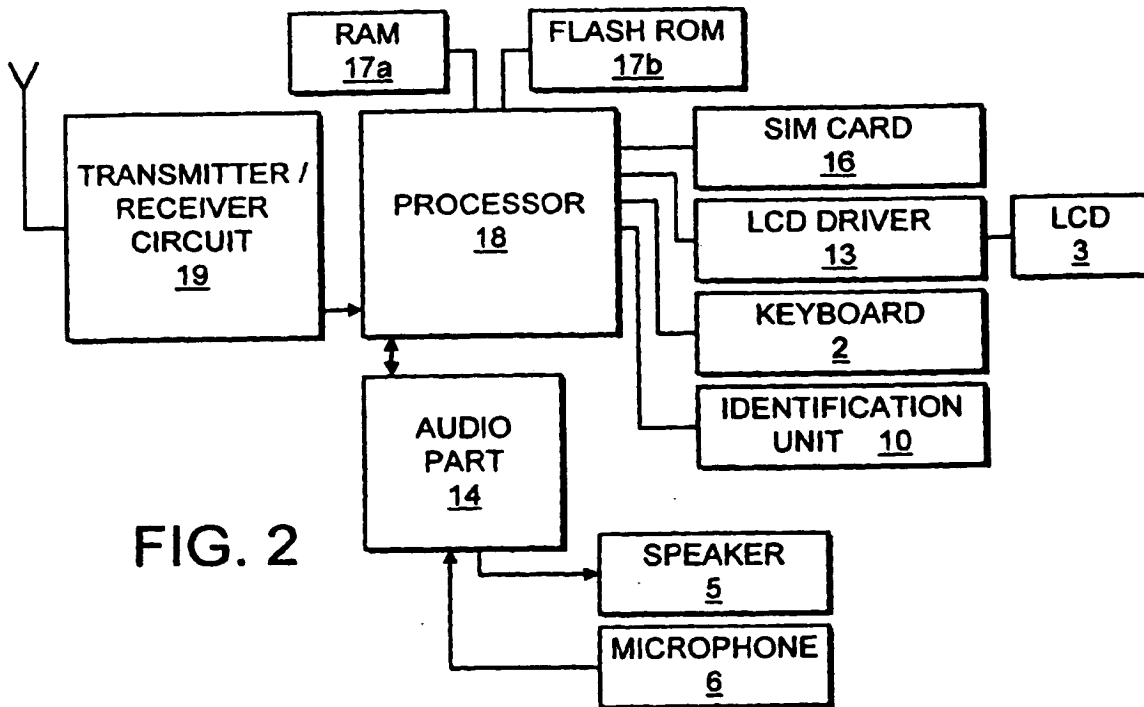 RAM
17a
FLASH ROM
17b
TRANSMITTER /
RECEIVER
CIRCUIT
19
PROCESSOR
18
SIM CARD
16
LCD DRIVER
13
LCD
3
KEYBOARD
2
IDENTIFICATION
UNIT 10
AUDIO
PART
14
FIG. 2
SPEAKER
5
MICROPHONE
6